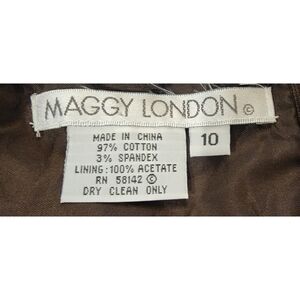 MAGGY LONDON ©
MADE IN CHINA
97% COTTON
3% SPANDEX
LINING:100% ACETATE
RN 58142 ©
DRY CLEAN ONLY
10